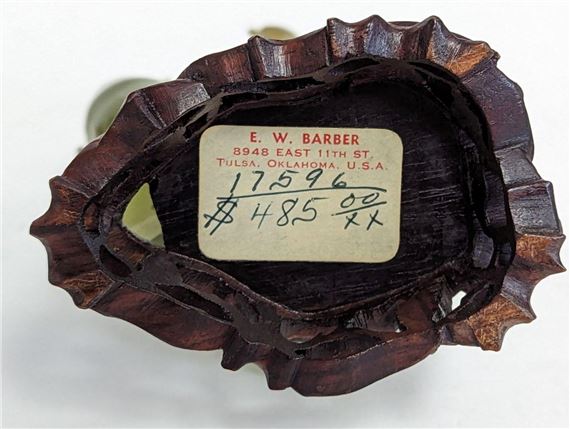 E. W. BARBER
8948 EAST 11TH ST.
TULSA, OKLAHOMA, U.S.A.
17596
$485 00/XX